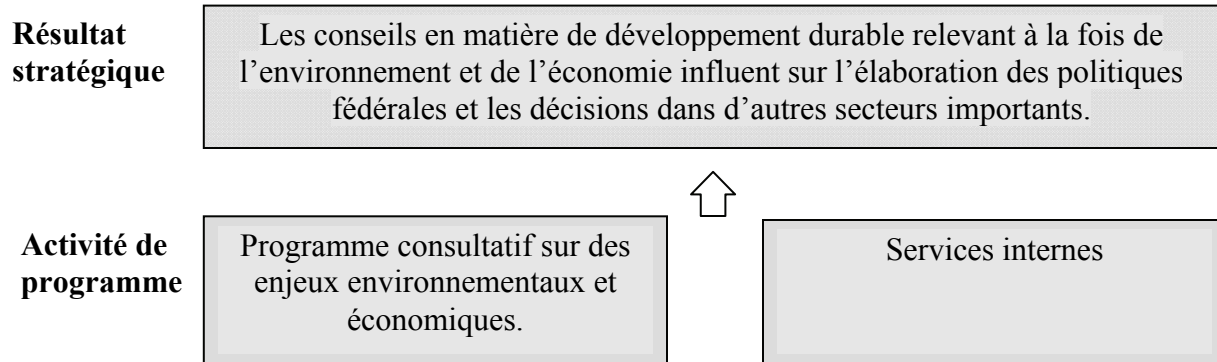 Résultat
stratégique
Les conseils en matière de développement durable relevant à la fois de
l’environnement et de l’économie influent sur l’élaboration des politiques
fédérales et les décisions dans d’autres secteurs importants.
Activité de
programme
Programme consultatif sur des
enjeux environnementaux et
économiques.
Services internes